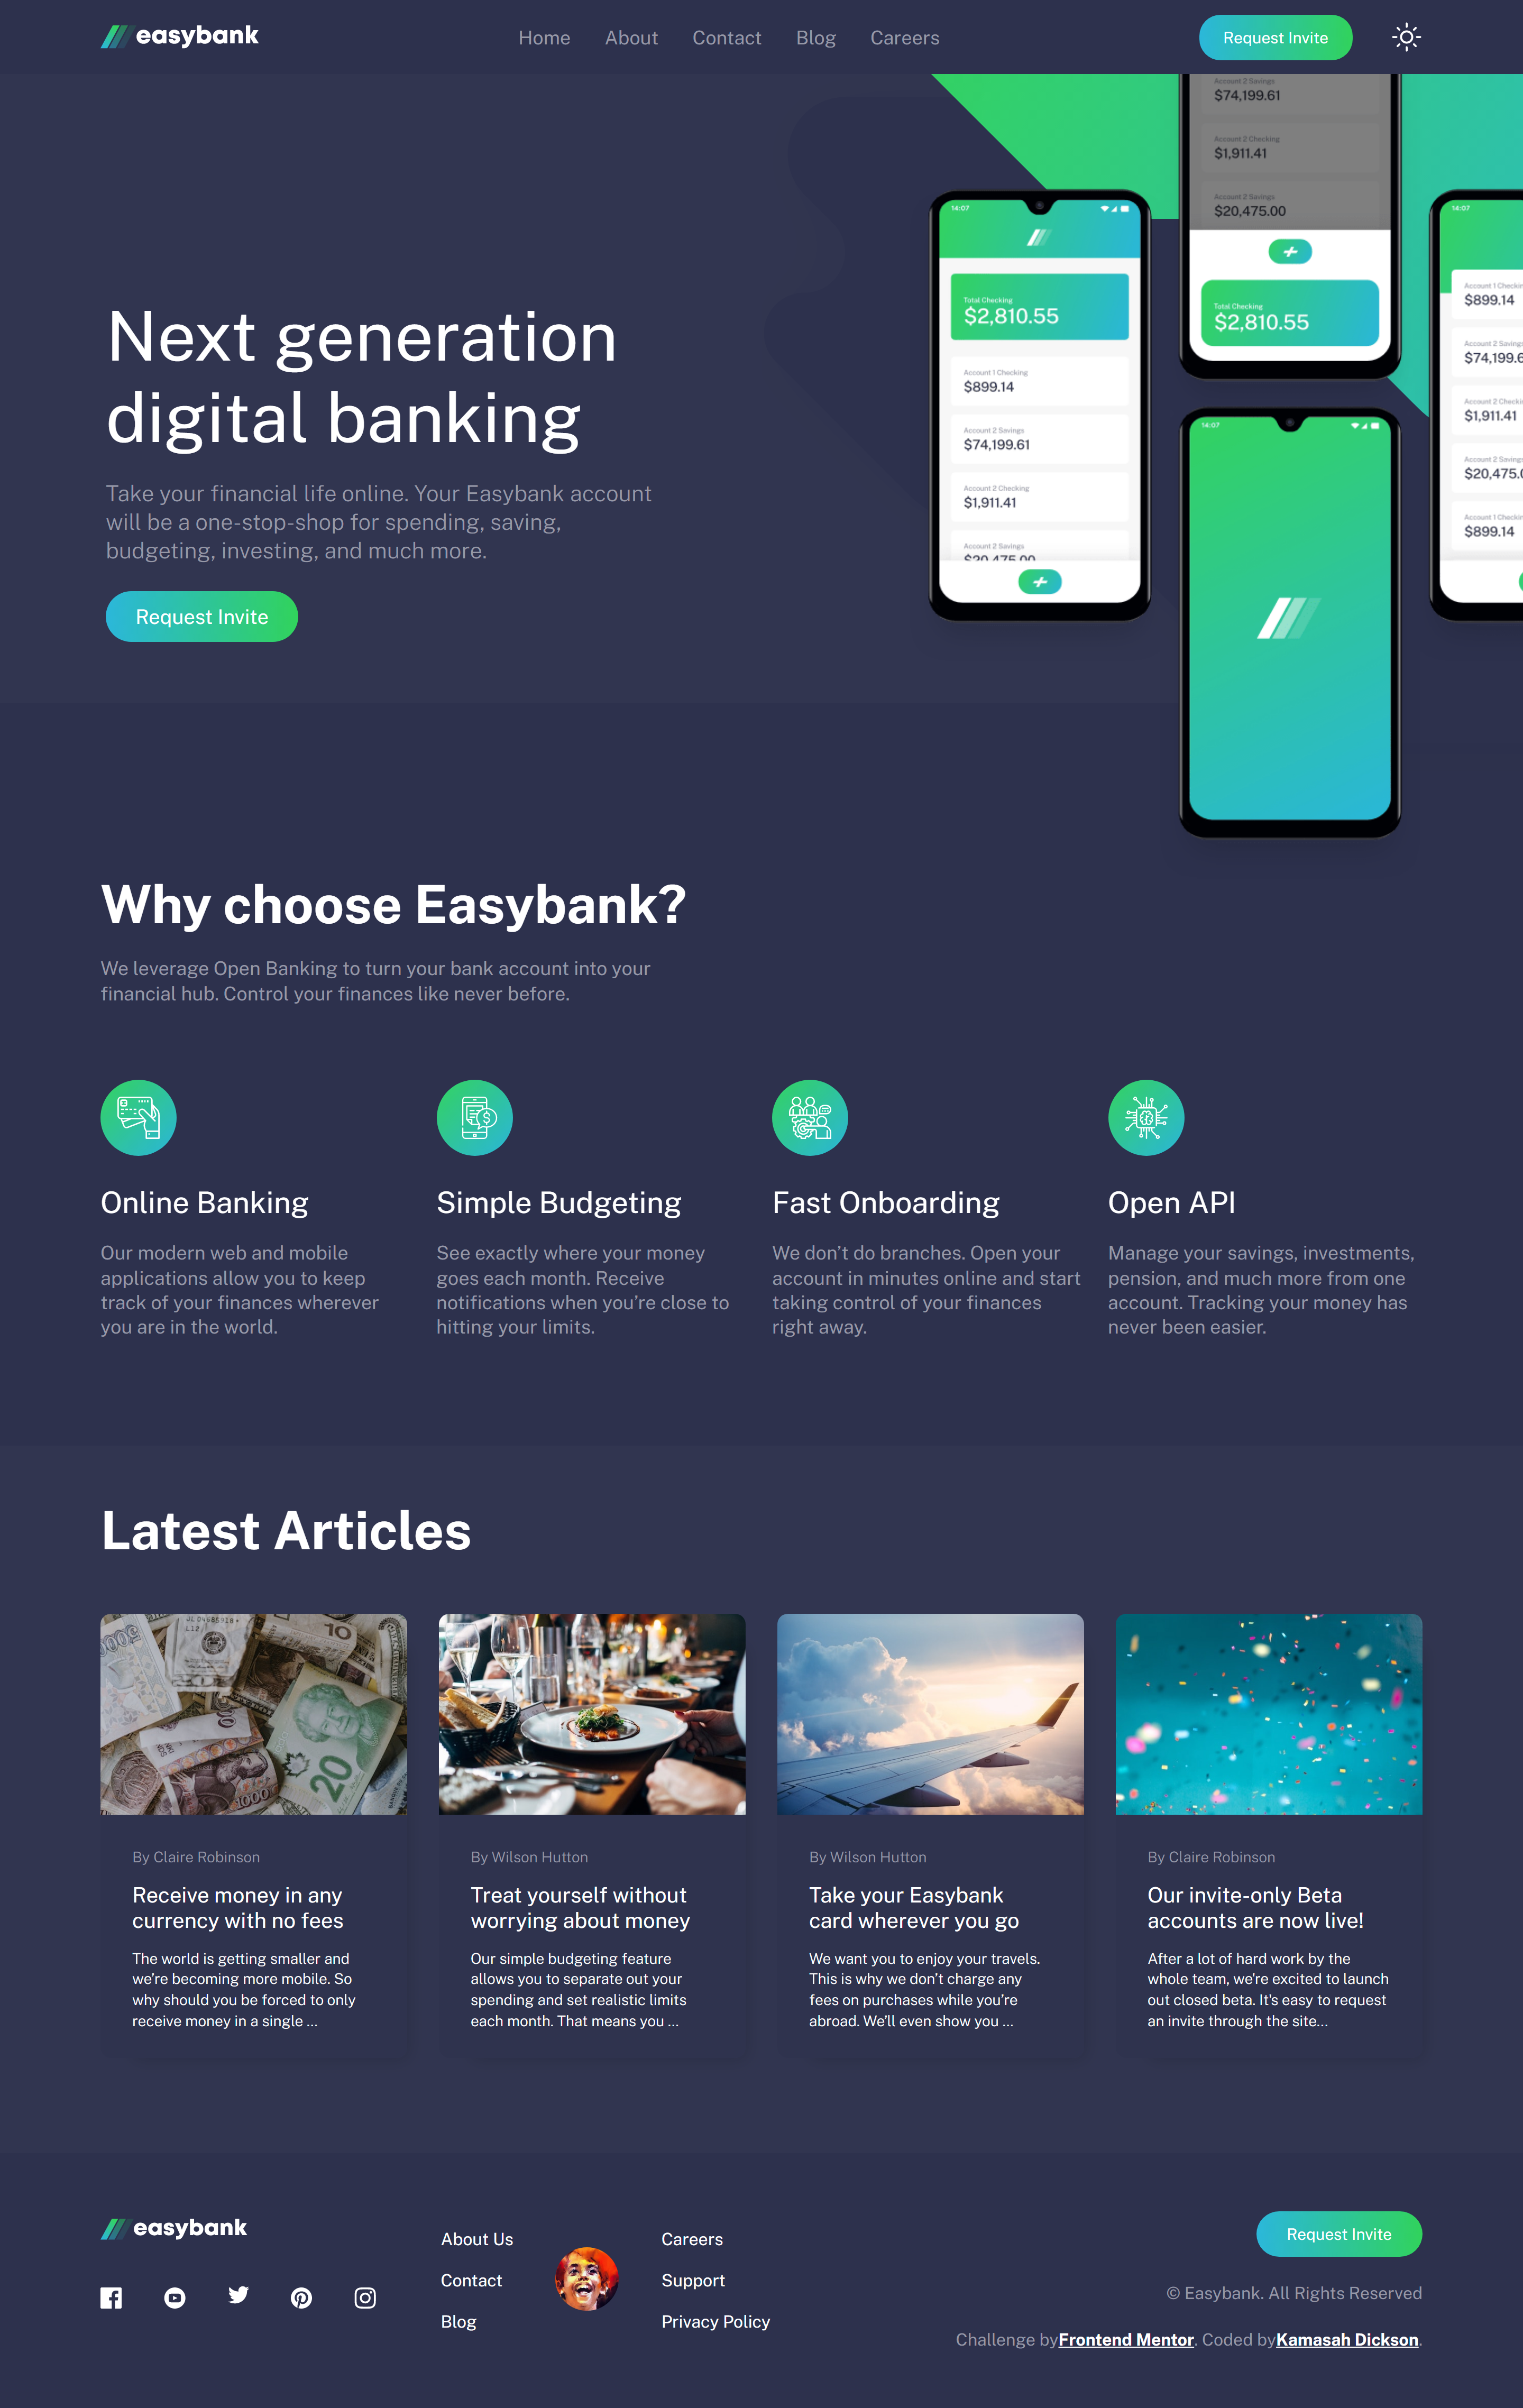 easybank
Home About Contact Blog Careers
Request Invite
Account 2 Savings
$74,199.61
Account 2 Checking
$1,911.41
Account 2 Savings
$20,475.00
Total Checking
$2,810.55
14:07
Total Checking
$2,810.55
Account 1 Checking
$899.14
Account 2 Savings
$74,199.61
Account 2 Checking
$1,911.41
Account 2 Savings
$20,475.00
14:07
14:07
Account 1
$899.14
Account 2
Account 2
$1,911.41
Account 2
Account 1
$899.14
Next generation
digital banking
Take your financial life online. Your Easybank account
will be a one-stop-shop for spending, saving,
budgeting, investing, and much more.
Request Invite
Why choose Easybank?
We leverage Open Banking to turn your bank account into your
financial hub. Control your finances like never before.
Online Banking
Our modern web and mobile
applications allow you to keep
track of your finances wherever
you are in the world.
Simple Budgeting
See exactly where your money
goes each month. Receive
notifications when you’re close to
hitting your limits.
Fast Onboarding
We don’t do branches. Open your
account in minutes online and start
taking control of your finances
right away.
Open API
Manage your savings, investments,
pension, and much more from one
account. Tracking your money has
never been easier.
Latest Articles
10
20
1000
By Claire Robinson
Receive money in any
currency with no fees
The world is getting smaller and
we’re becoming more mobile. So
why should you be forced to only
receive money in a single ...
By Wilson Hutton
Treat yourself without
worrying about money
Our simple budgeting feature
allows you to separate out your
spending and set realistic limits
each month. That means you ...
By Wilson Hutton
Take your Easybank
card wherever you go
We want you to enjoy your travels.
This is why we don’t charge any
fees on purchases while you’re
abroad. We’ll even show you ...
By Claire Robinson
Our invite-only Beta
accounts are now live!
After a lot of hard work by the
whole team, we're excited to launch
out closed beta. It's easy to request
an invite through the site...
easybank
About Us
Contact
Blog
Careers
Support
Privacy Policy
Request Invite
© Easybank. All Rights Reserved
Challenge byFrontend Mentor. Coded byKamasah Dickson.